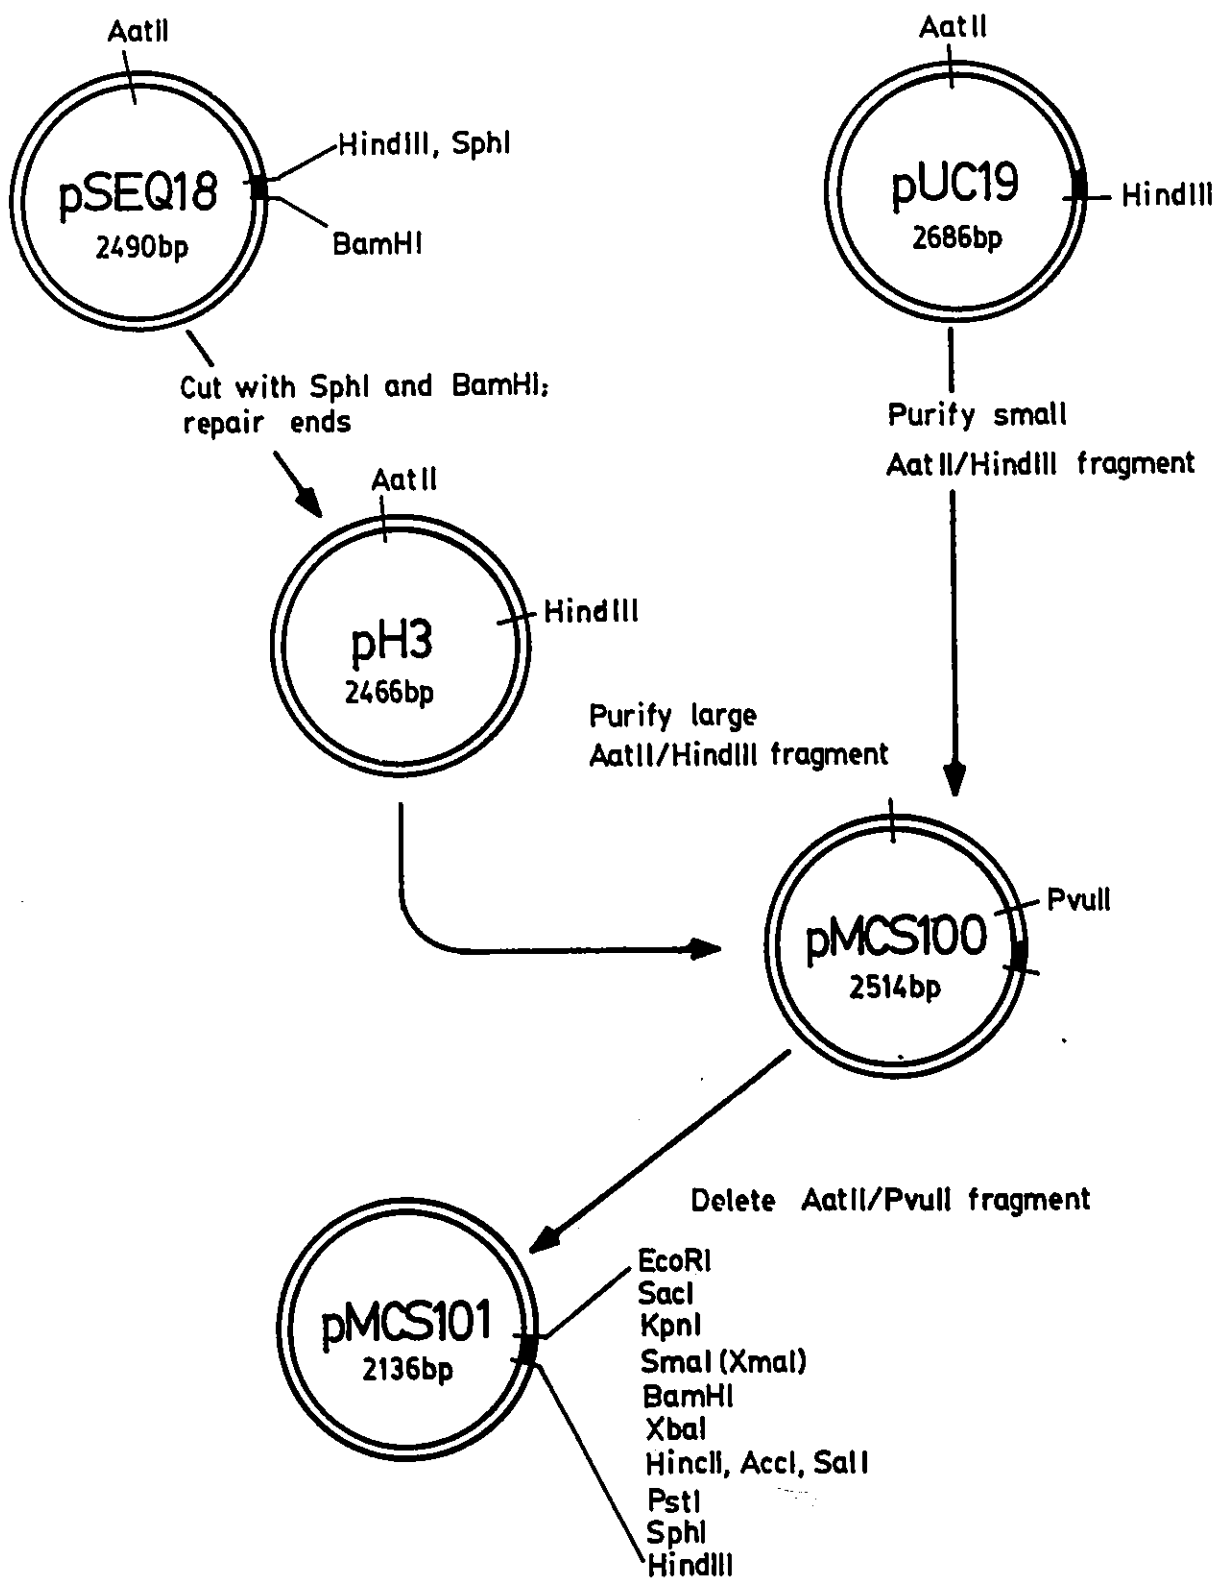 AatII
HindIII, SphI
pSEQ18
2490bp
BamHI
AatII
pUC19
2686bp
HindIII
Cut with SphI and BamHI;
repair ends
Purify small
AatII/HindIII fragment
AatII
HindIII
pH3
2466bp
Purify large
AatII/HindIII fragment
PvuII
pMCS100
2514bp
Delete AatII/PvuII fragment
pMCS101
2136bp
EcoRI
SacI
KpnI
SmaI (XmaI)
BamHI
XbaI
HincII, AccI, SalI
PstI
SphI
HindIII